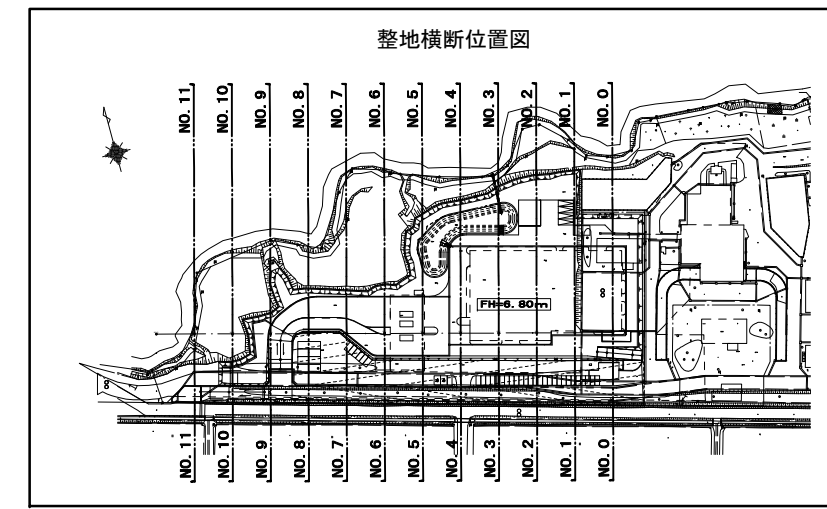 整地横断位置図
NO. 11
NO. 10
NO. 9
NO. 8
NO. 7
NO. 6
NO. 5
NO. 4
NO. 3
NO. 2
NO. 1
NO. 0
FH=6. 80m
NO. 11
NO. 10
NO. 9
NO. 8
NO. 7
NO. 6
NO. 5
NO. 4
NO. 3
NO. 2
NO. 1
NO. 0